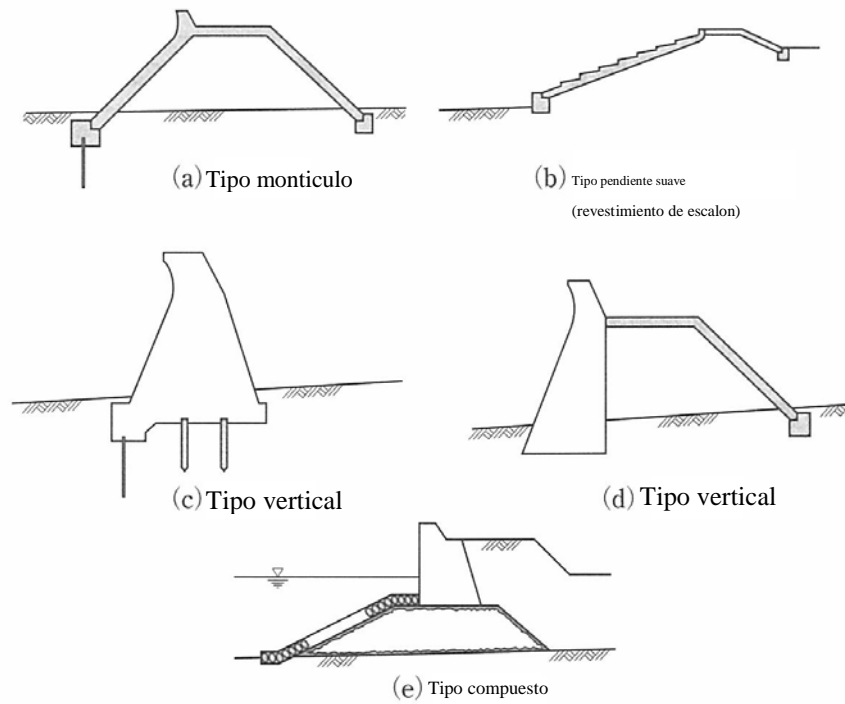 (a) Tipo monticulo
(b) Tipo pendiente suave
(revestimiento de escalon)
(c) Tipo vertical
(d) Tipo vertical
(e) Tipo compuesto